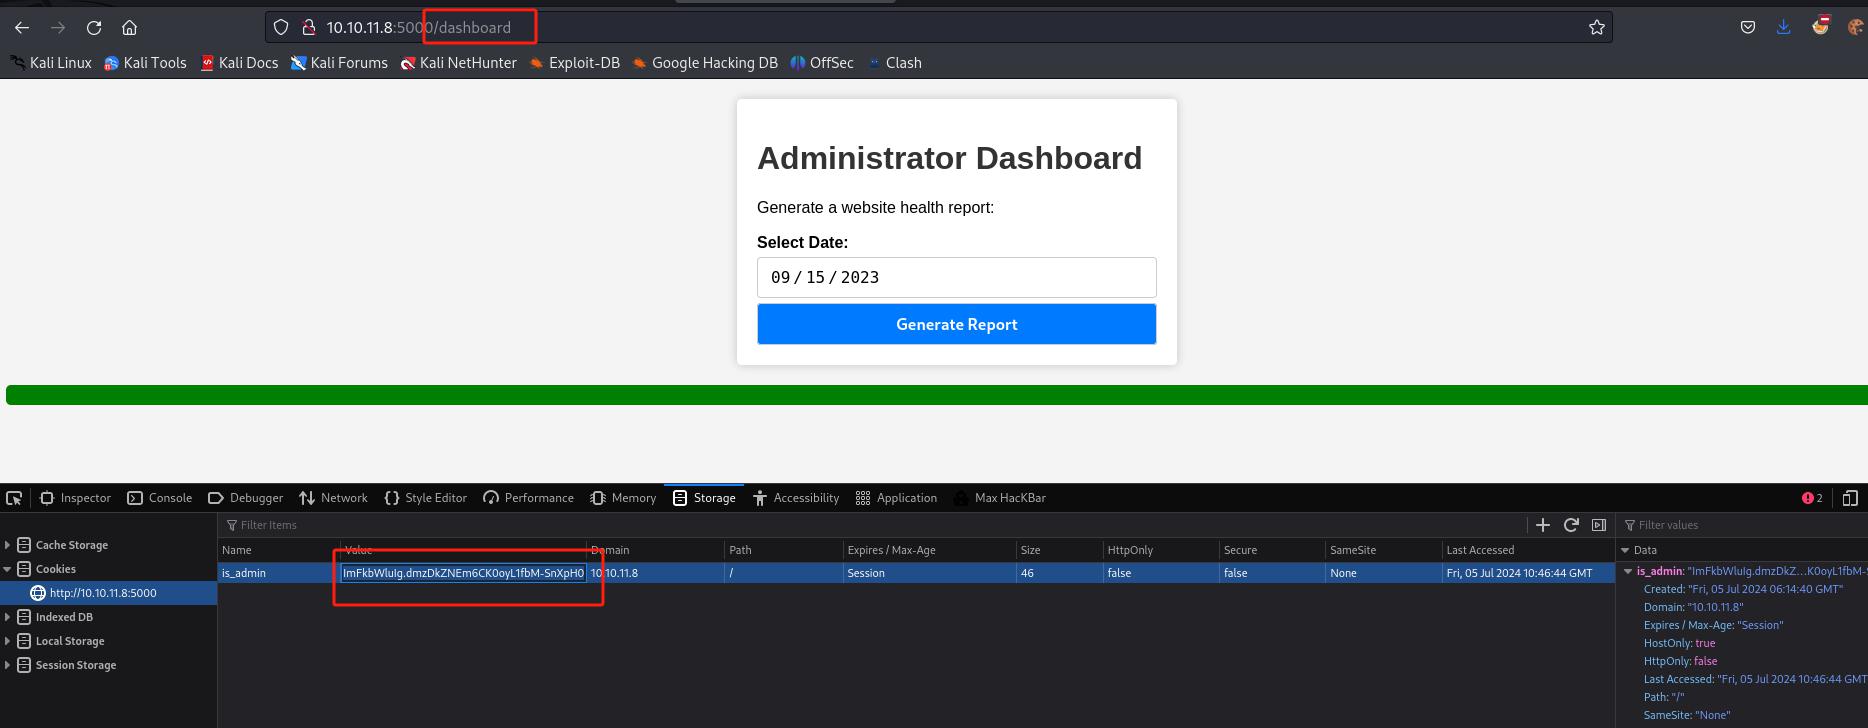 10.10.11.8:5000/dashboard
Kali Linux Kali Tools Kali Docs Kali Forums Kali NetHunter Exploit-DB Google Hacking DB OffSec Clash
Administrator Dashboard
Generate a website health report:
Select Date:
09 / 15 / 2023
Generate Report
Inspector Console Debugger Network Style Editor Performance Memory Storage Accessibility Application Max HacKBar 2
Cache Storage
Cookies
http://10.10.11.8:5000
Indexed DB
Local Storage
Session Storage
Filter Items
Filter values
Name Value Domain Path Expires / Max-Age Size HttpOnly Secure SameSite Last Accessed
is_admin ImFkbWluIg.dmzDkZNEm6CK0oyL1fbM-SnXpH0 10.10.11.8 / Session 46 false false None Fri, 05 Jul 2024 10:46:44 GMT
Data
is_admin: "ImFkbWluIg.dmzDkZ...K0oyL1fbM-
Created: "Fri, 05 Jul 2024 06:14:40 GMT"
Domain: "10.10.11.8"
Expires / Max-Age: "Session"
HostOnly: true
HttpOnly: false
Last Accessed: "Fri, 05 Jul 2024 10:46:44 GMT
Path: "/"
SameSite: "None"